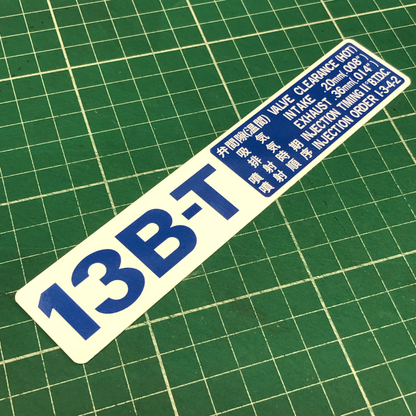 13B-T
弁間隙(温間) VALVE CLEARANCE (HOT)
吸気 INTAKE 20mm(.008")
排気 EXHAUST 36mm(.014")
噴射時期 INJECTION TIMING 11°B.T.D.C.
噴射順序 INJECTION ORDER 1-3-4-2